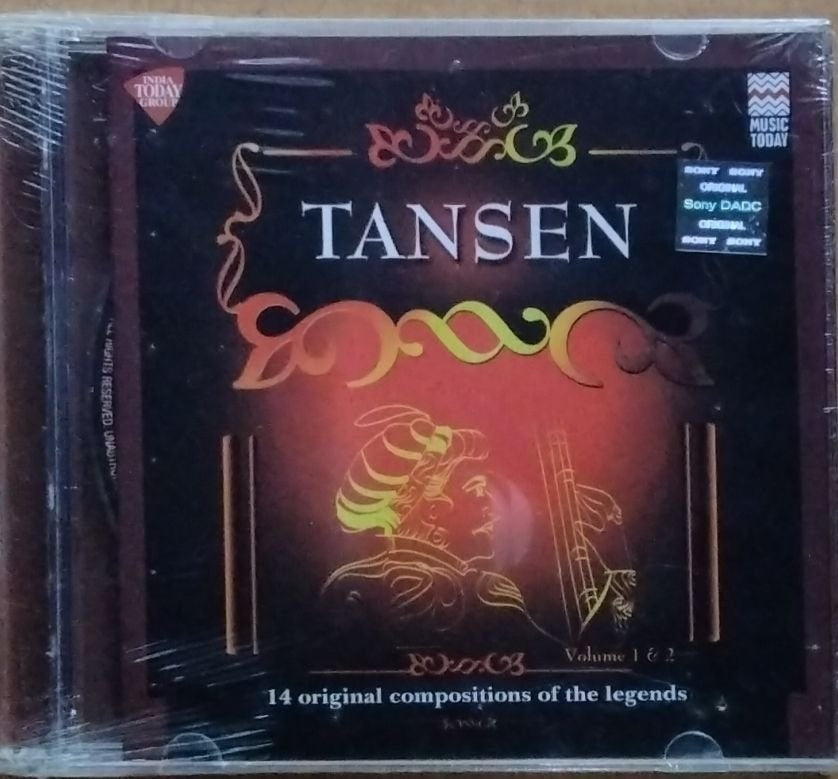 INDIA
TODAY
GROUP
MUSIC
TODAY
SONY SONY
ORIGINAL
Sony DADC
ORIGINAL
SONY SONY
TANSEN
RIGHTS RESERVED. UNAUTHO
Volume 1 & 2
14 original compositions of the legends